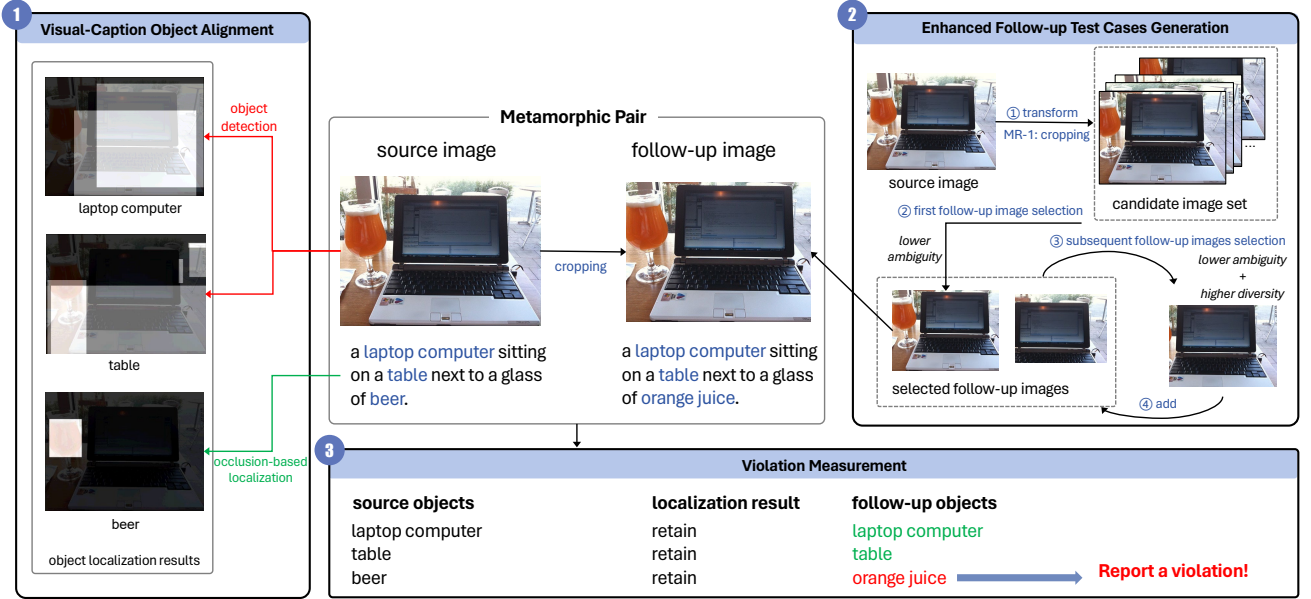 1
Visual-Caption Object Alignment
object
detection
laptop computer
table
occlusion-based
localization
beer
object localization results
Metamorphic Pair
source image
follow-up image
cropping
a laptop computer sitting
on a table next to a glass
of beer.
a laptop computer sitting
on a table next to a glass
of orange juice.
2
Enhanced Follow-up Test Cases Generation
① transform
MR-1: cropping
...
source image
candidate image set
② first follow-up image selection
lower
ambiguity
③ subsequent follow-up images selection
lower ambiguity
+
higher diversity
selected follow-up images
④ add
3
Violation Measurement
source objects localization result follow-up objects
laptop computer retain laptop computer
table retain table
beer retain orange juice Report a violation!